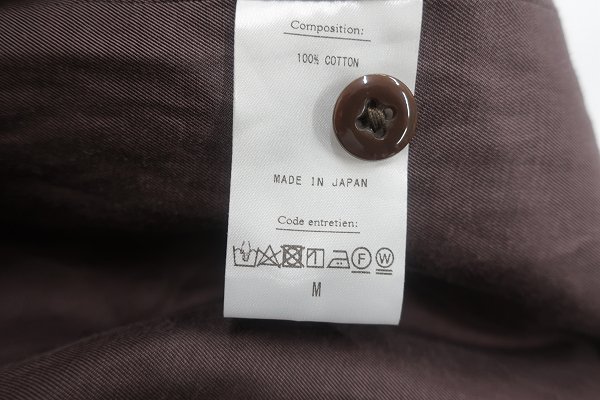 Composition:
100% COTTON
MADE IN JAPAN
Code entretien:
F W
M